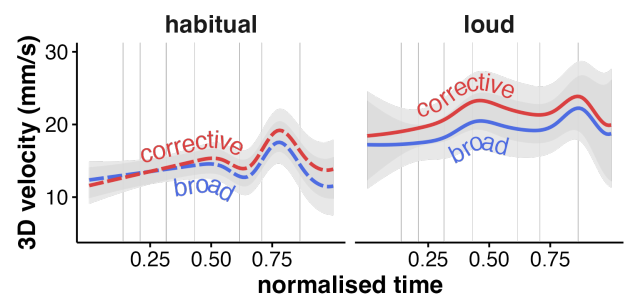 habitual
loud
3D velocity (mm/s)
30
20
10
corrective
broad
corrective
broad
0.25
0.50
0.75
0.25
0.50
0.75
normalised time